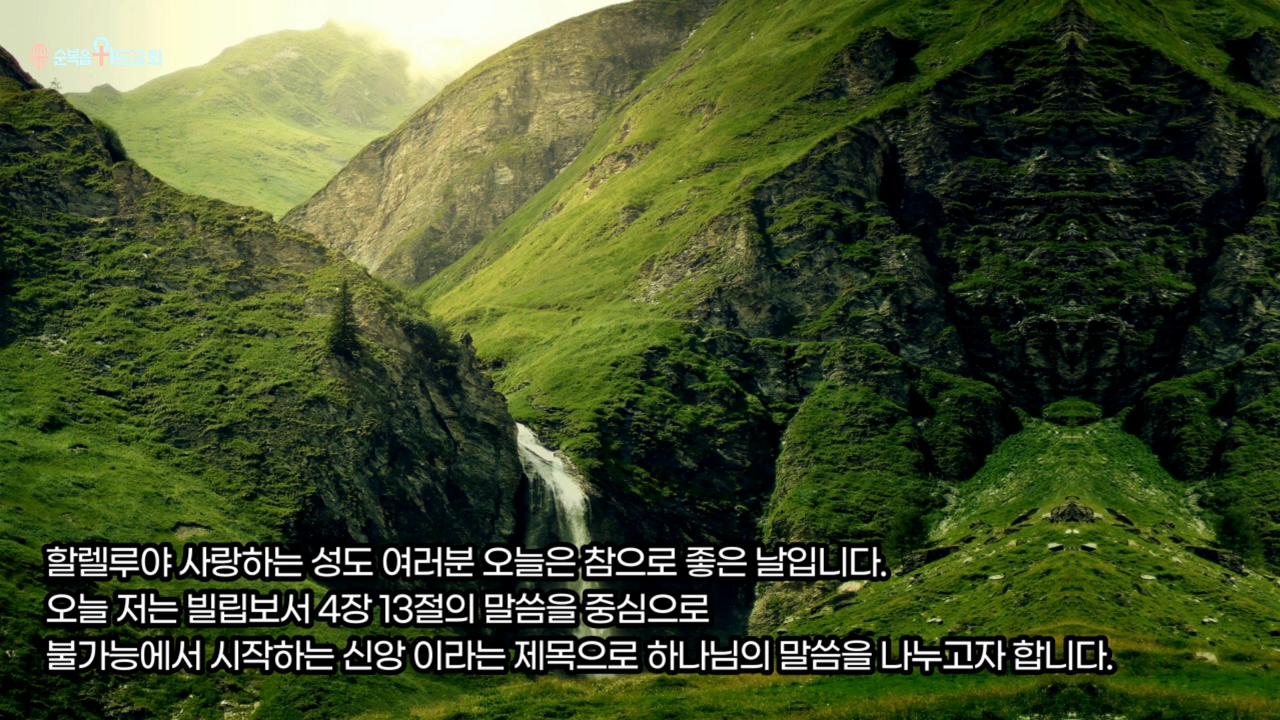 순복음
할렐루야 사랑하는 성도 여러분 오늘은 참으로 좋은 날입니다.
오늘 저는 빌립보서 4장 13절의 말씀을 중심으로
불가능에서 시작하는 신앙 이라는 제목으로 하나님의 말씀을 나누고자 합니다.